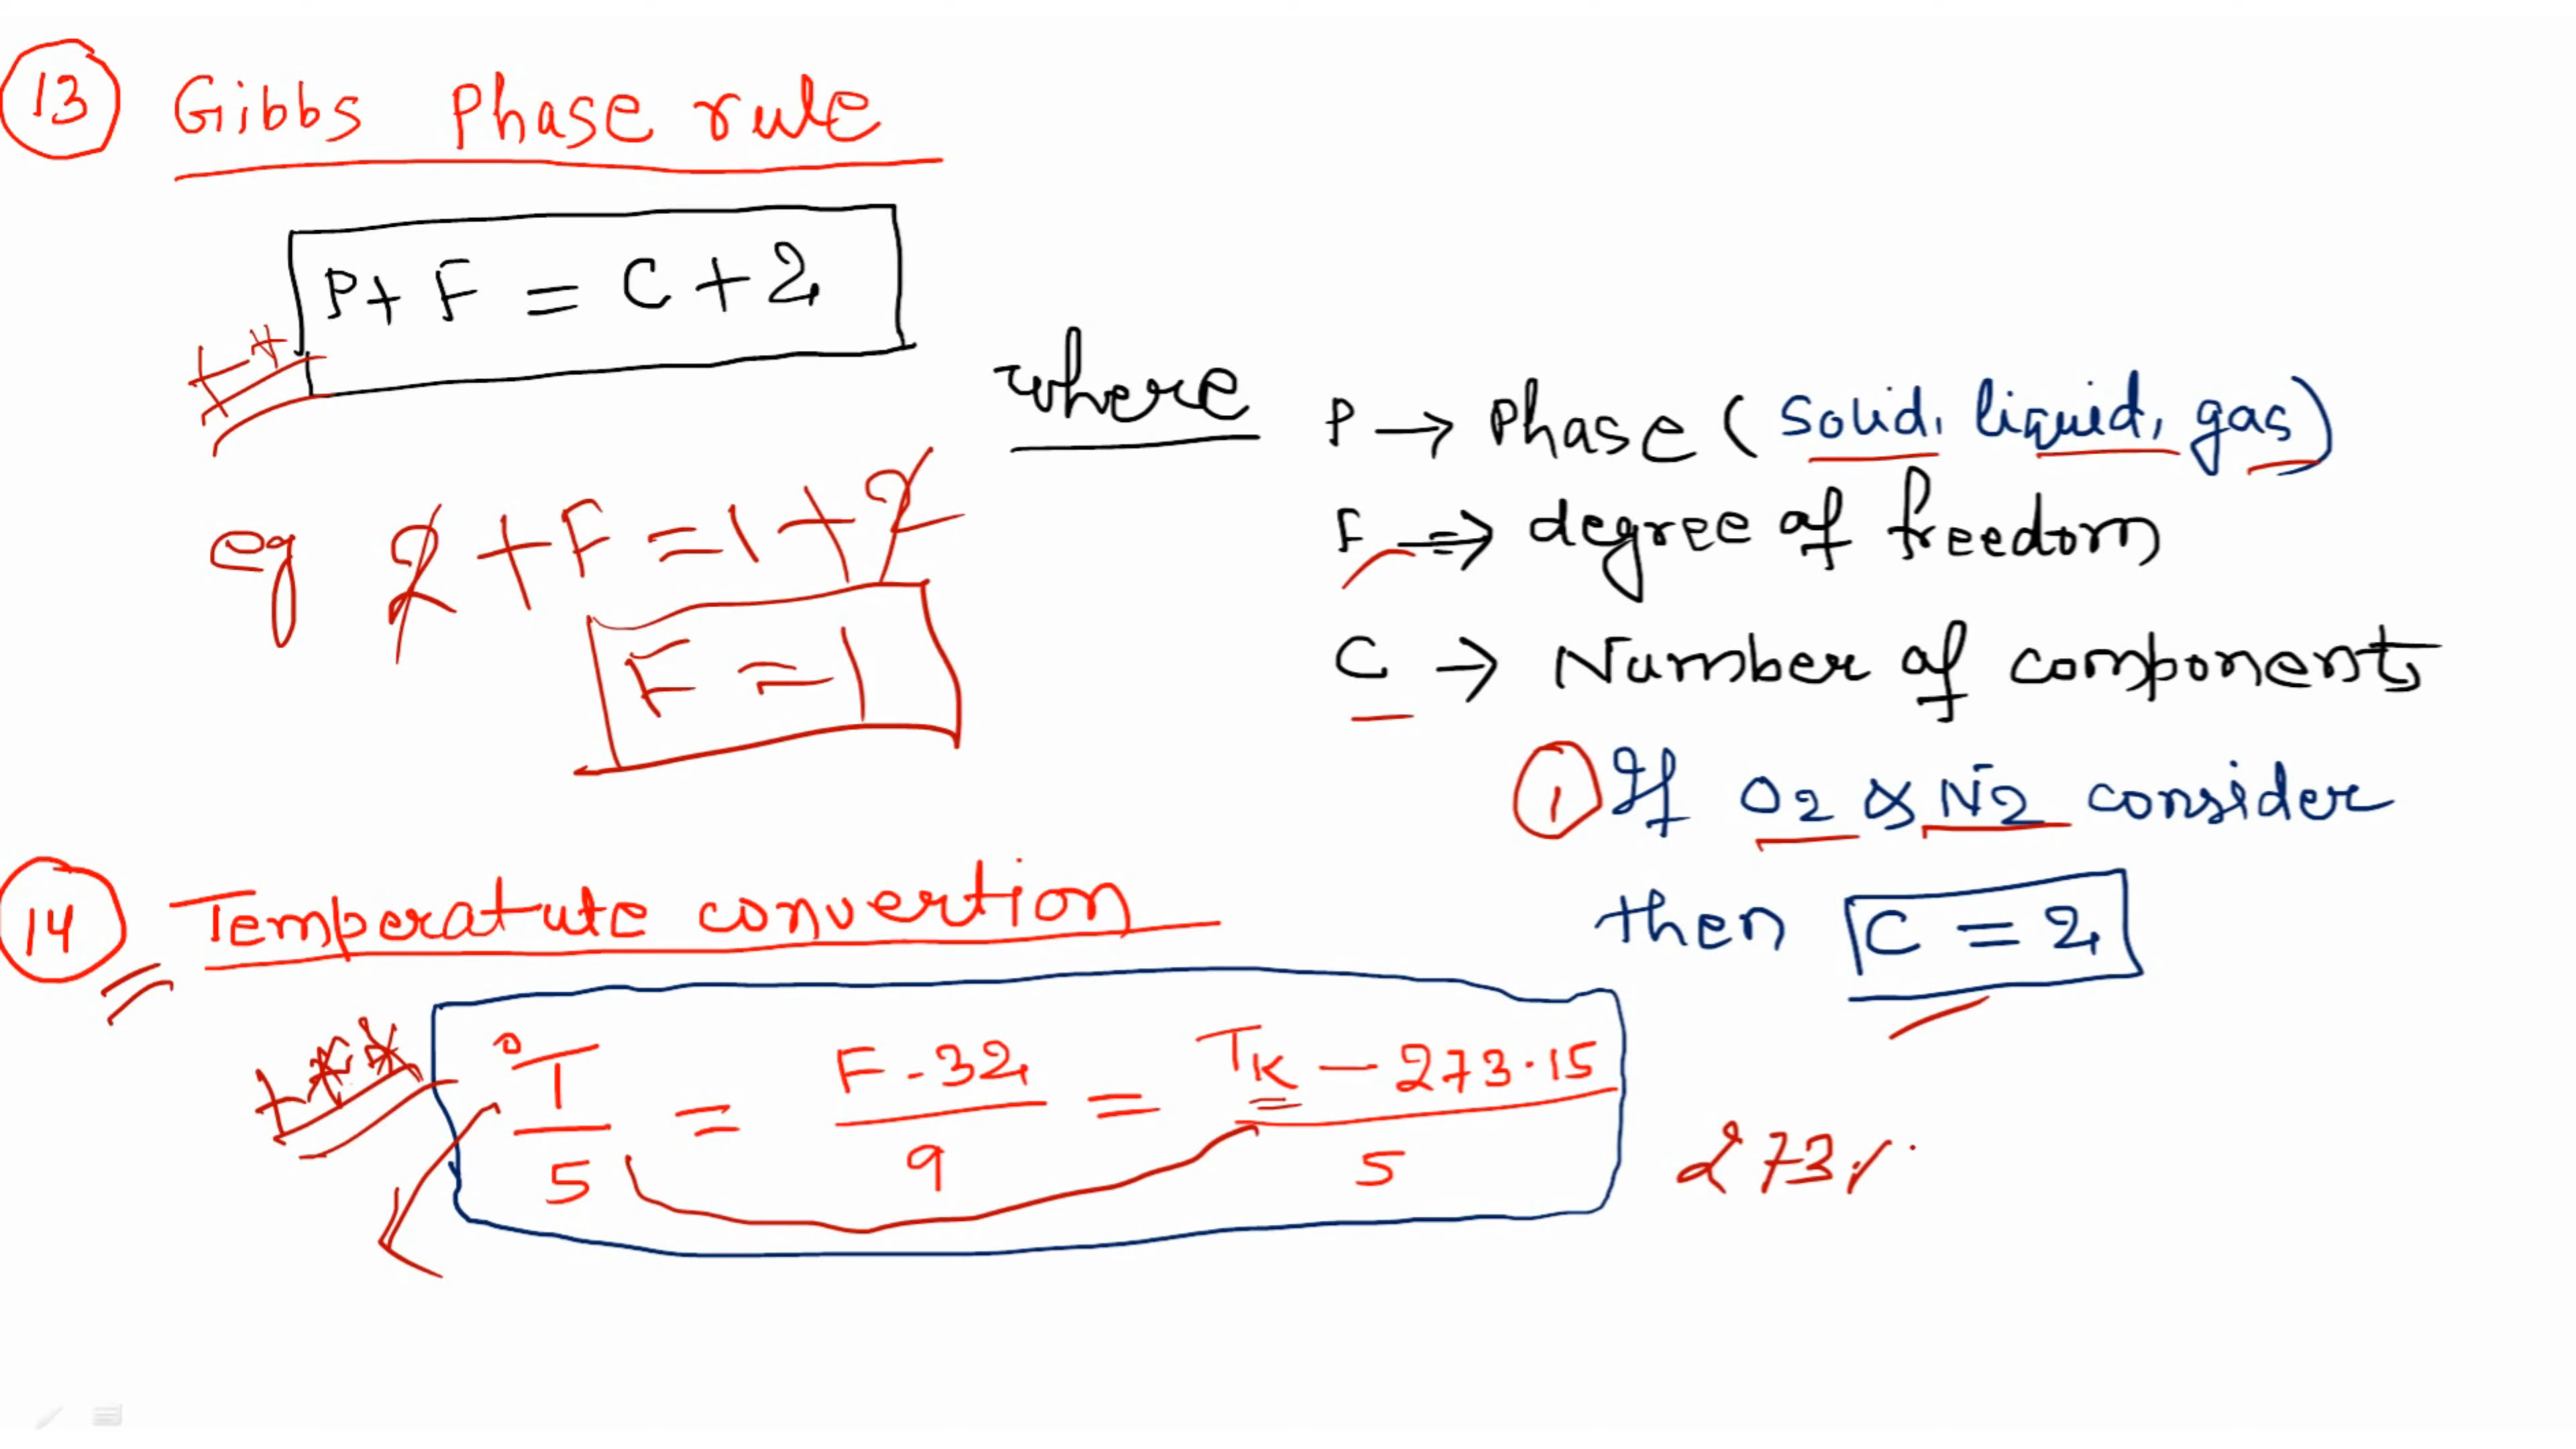 13 Gibbs Phase rule
P + F = C + 2
where P → Phase (solid, liquid, gas)
F ⇒ degree of freedom
C → Number of components
eg 2 + F = 1 + 2
F = 1
① If O2 & N2 consider
then C = 2
14 Temperatute convertion
°T/5 = F - 32/9 = TK - 273.15/5
273